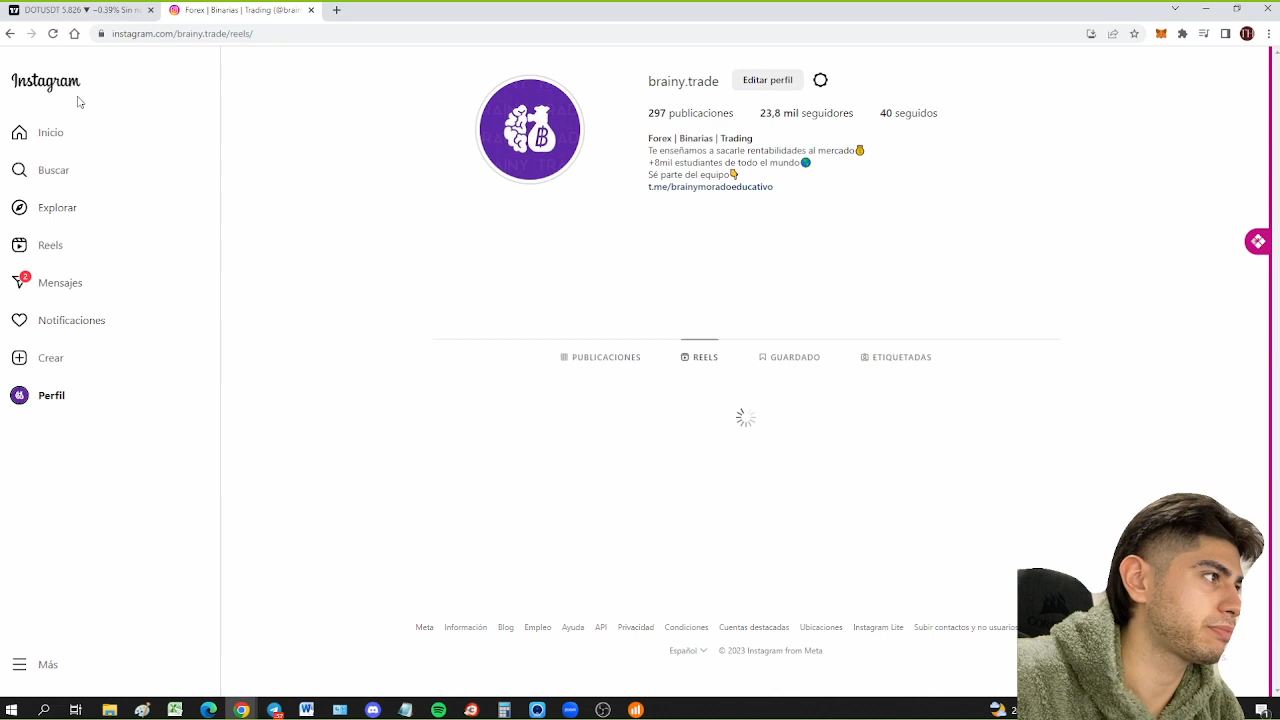 DOTUSDT 5.826 ▼ −0.39% Sin no
Forex | Binarias | Trading (@brain
instagram.com/brainy.trade/reels/
Instagram
Inicio
Buscar
Explorar
Reels
2
Mensajes
Notificaciones
Crear
Perfil
Más
brainy.trade
Editar perfil
297 publicaciones 23,8 mil seguidores 40 seguidos
Forex | Binarias | Trading
Te enseñamos a sacarle rentabilidades al mercado💰
+8mil estudiantes de todo el mundo🌎
Sé parte del equipo👇
t.me/brainymoradoeducativo
PUBLICACIONES REELS GUARDADO ETIQUETADAS
Meta Información Blog Empleo Ayuda API Privacidad Condiciones Cuentas destacadas Ubicaciones Instagram Lite Subir contactos y no usuarios
Español © 2023 Instagram from Meta